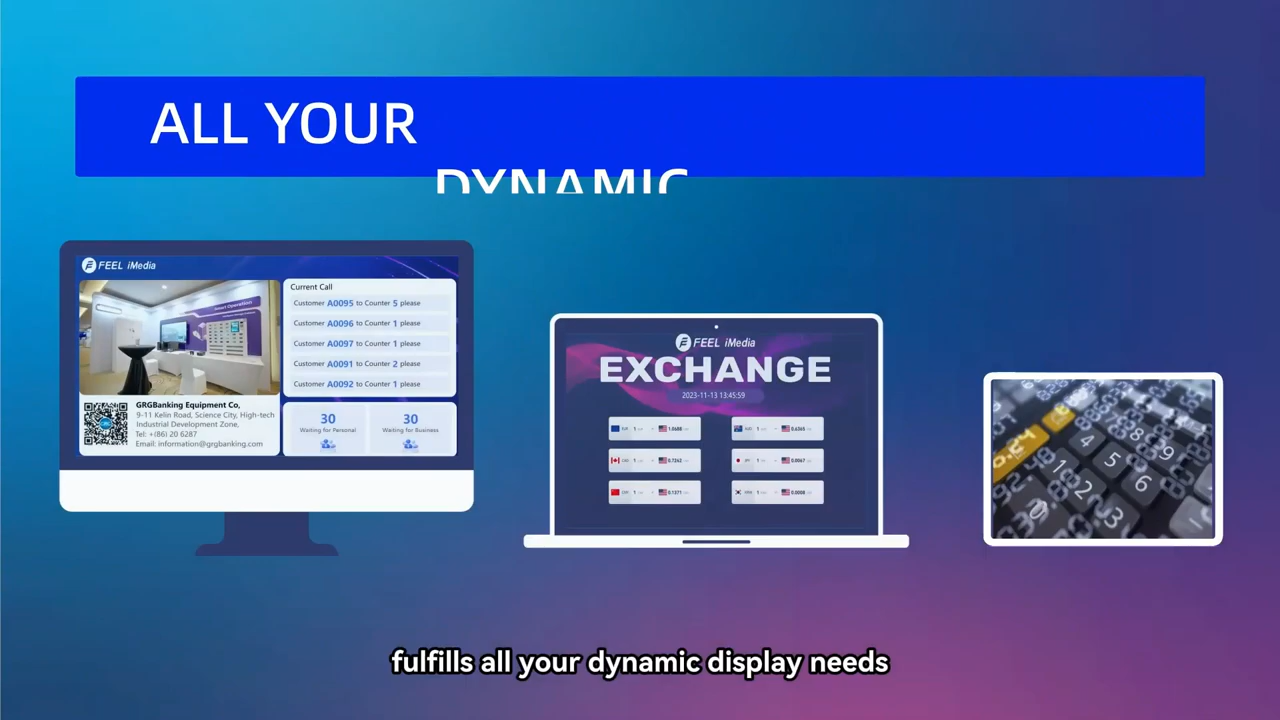 ALL YOUR
DYNAMIC
FEEL iMedia
Smart Operation
GRGBanking Equipment Co,
9-11 Kelin Road, Science City, High-tech
Industrial Development Zone,
Tel: +(86) 20 6287
Email: information@grgbanking.com
Current Call
Customer A0095 to Counter 5 please
Customer A0096 to Counter 1 please
Customer A0097 to Counter 1 please
Customer A0091 to Counter 2 please
Customer A0092 to Counter 1 please
30
Waiting for Personal
30
Waiting for Business
FEEL iMedia
EXCHANGE
2023-11-13 13:45:59
fulfills all your dynamic display needs